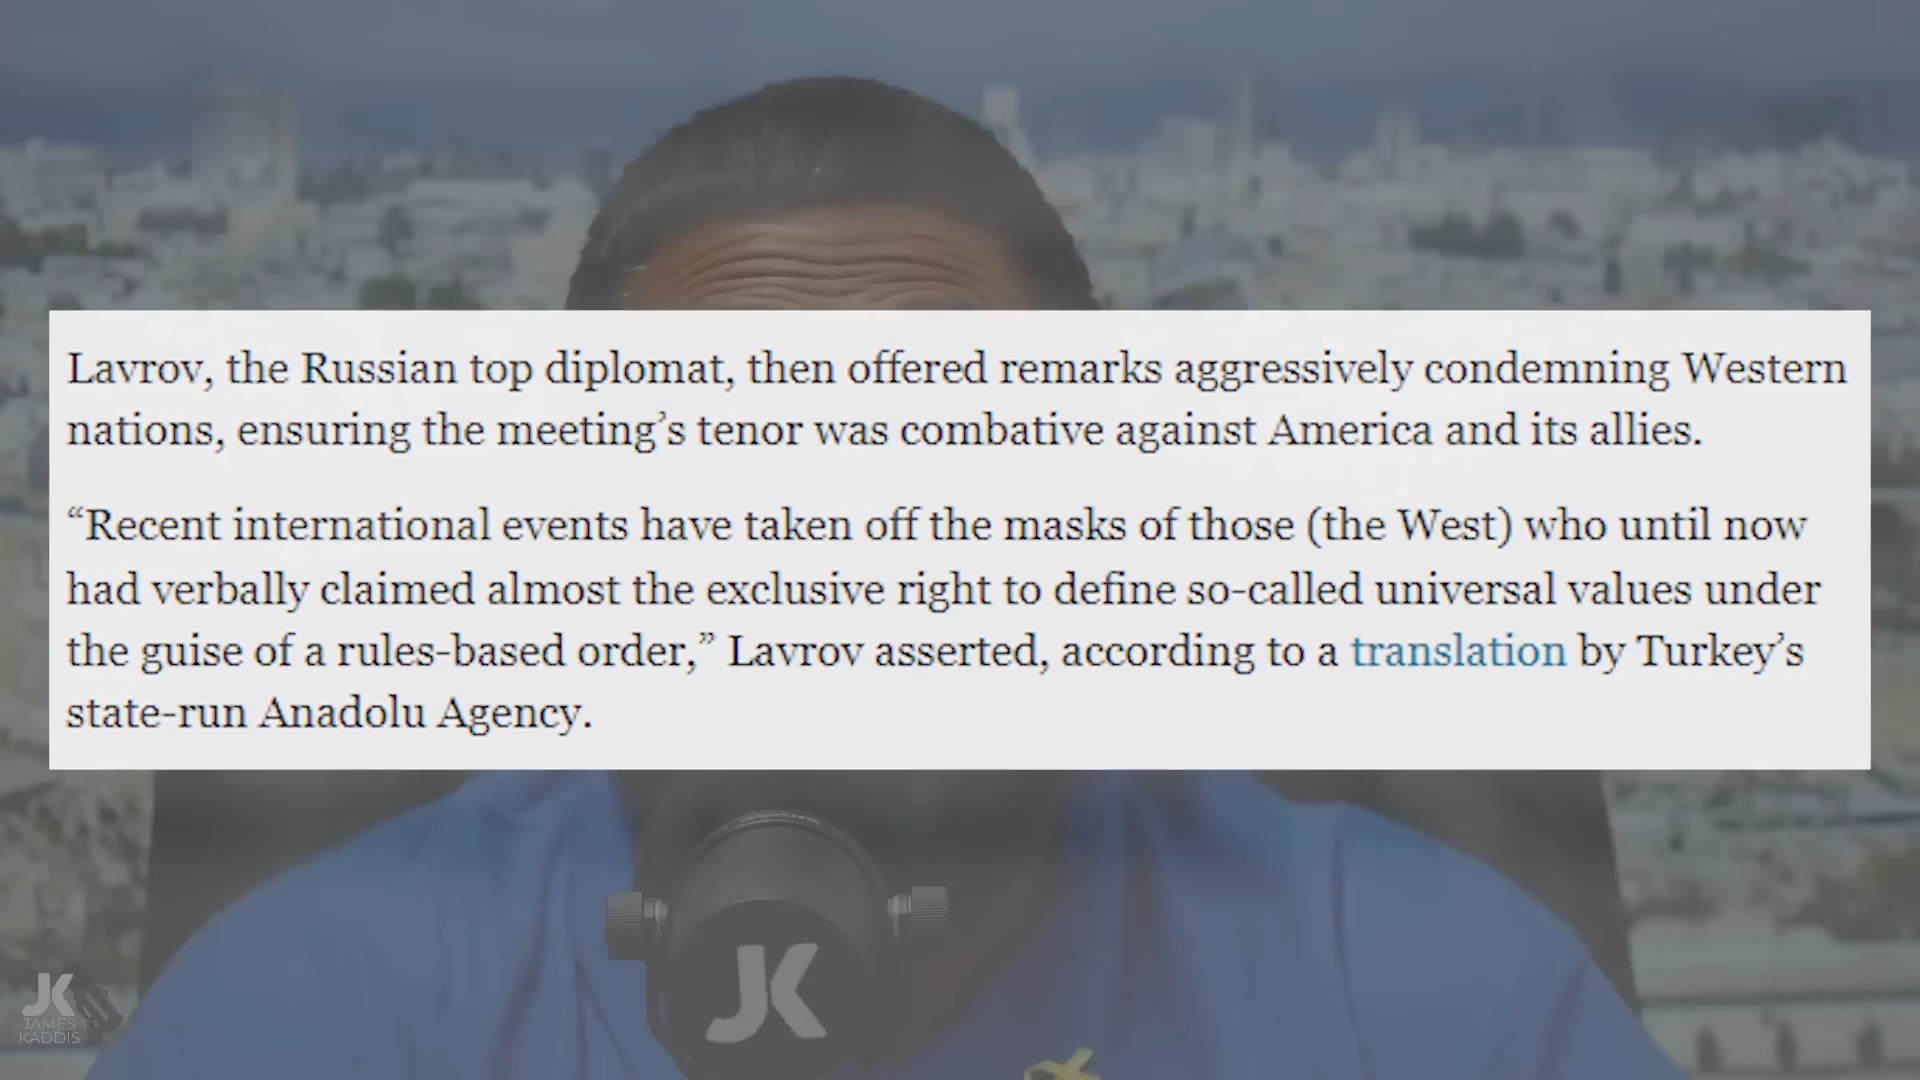 Lavrov, the Russian top diplomat, then offered remarks aggressively condemning Western
nations, ensuring the meeting’s tenor was combative against America and its allies.
“Recent international events have taken off the masks of those (the West) who until now
had verbally claimed almost the exclusive right to define so-called universal values under
the guise of a rules-based order,” Lavrov asserted, according to a translation by Turkey’s
state-run Anadolu Agency.
JK
JK
JAMES
KADDIS